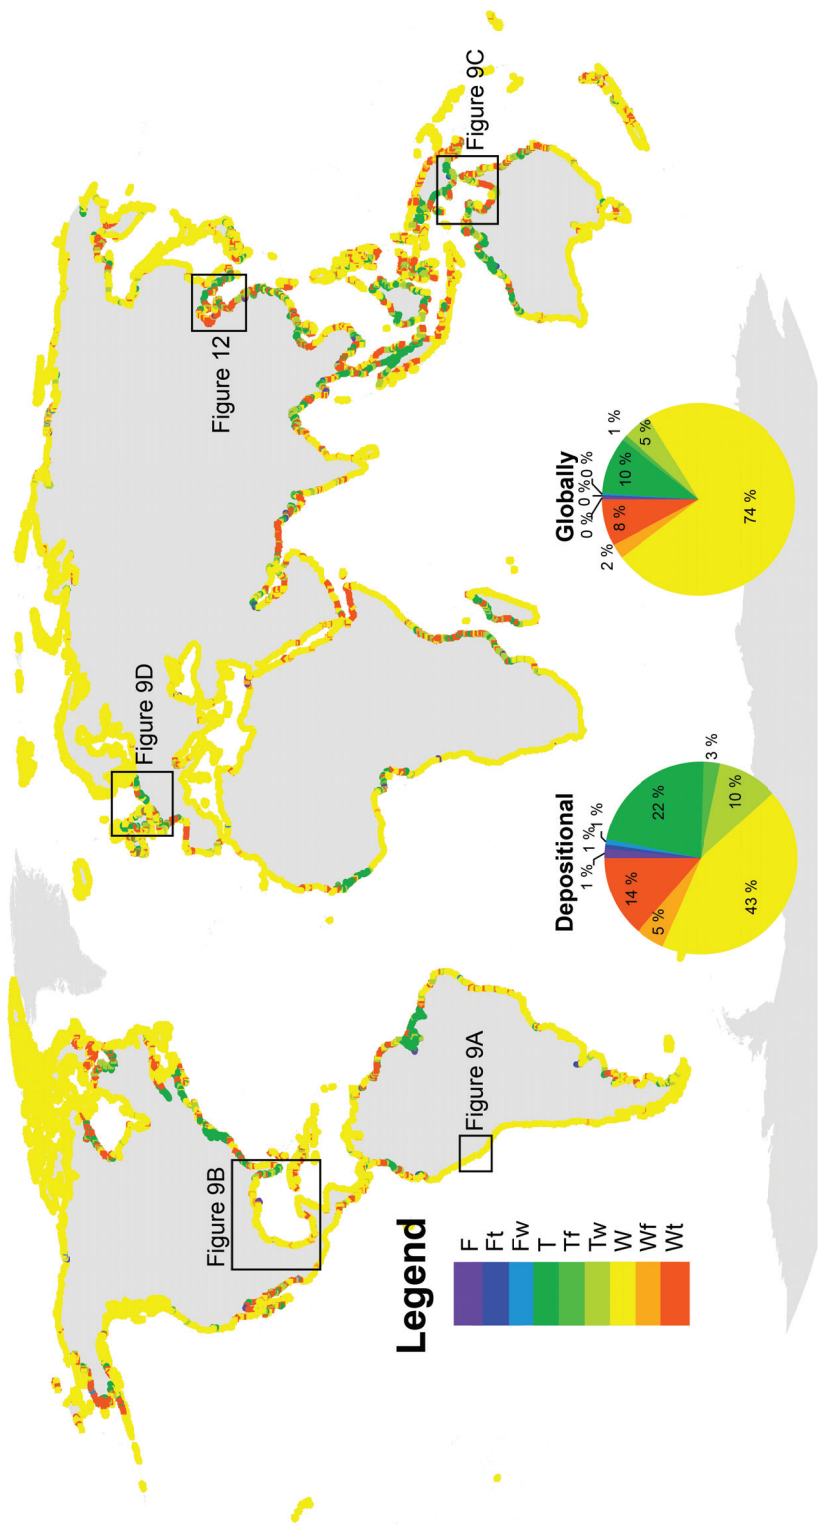 Figure 9D
Figure 12
Figure 9C
Figure 9B
Figure 9A
Legend
F
Ft
Fw
T
Tf
Tw
W
Wf
Wt
Depositional
1 %
1 %
1 %
22 %
3 %
10 %
43 %
5 %
14 %
Globally
0 %
0 %
0 %
10 %
1 %
5 %
74 %
2 %
8 %